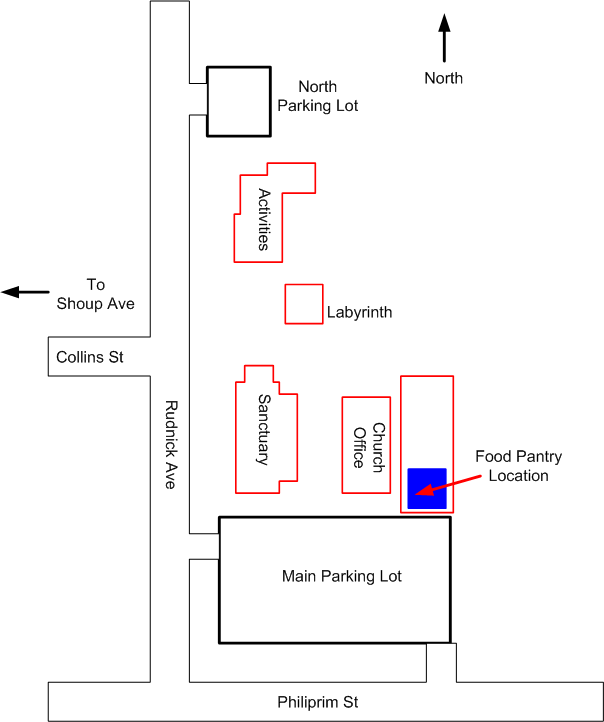 North
North
Parking Lot
Activities
To
Shoup Ave
Labyrinth
Collins St
Rudnick Ave
Sanctuary
Church
Office
Food Pantry
Location
Main Parking Lot
Philiprim St